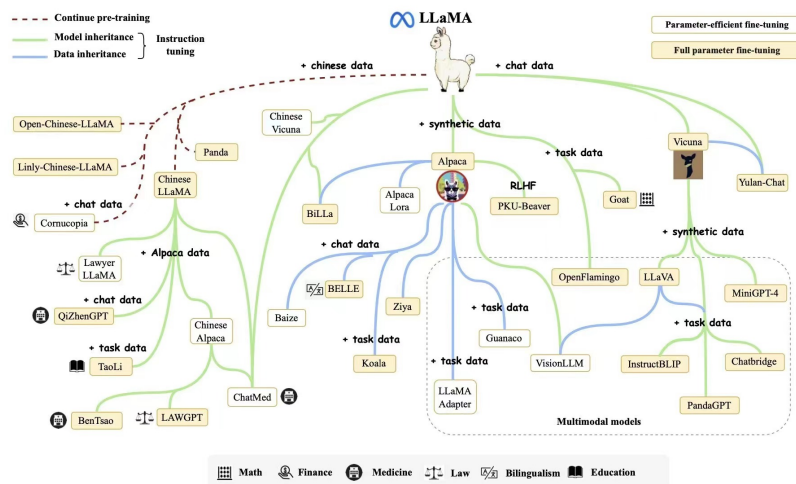 LLaMA
Continue pre-training
Model inheritance
Data inheritance
Instruction
tuning
Parameter-efficient fine-tuning
Full parameter fine-tuning
+ chinese data
+ chat data
Open-Chinese-LLaMA
Linly-Chinese-LLaMA
Panda
Chinese
LLaMA
Chinese
Vicuna
+ synthetic data
+ task data
Vicuna
Yulan-Chat
Alpaca
RLHF
PKU-Beaver
Goat
BiLLa
Alpaca
Lora
+ chat data
Cornucopia
+ Alpaca data
Lawyer
LLaMA
+ chat data
QiZhenGPT
Chinese
Alpaca
+ task data
TaoLi
BenTsao
LAWGPT
ChatMed
+ chat data
BELLE
Baize
Ziya
+ task data
Koala
+ task data
Guanaco
+ task data
LLaMA
Adapter
OpenFlamingo
+ synthetic data
LLaVA
MiniGPT-4
+ task data
VisionLLM
InstructBLIP
Chatbridge
PandaGPT
Multimodal models
Math
Finance
Medicine
Law
Bilingualism
Education